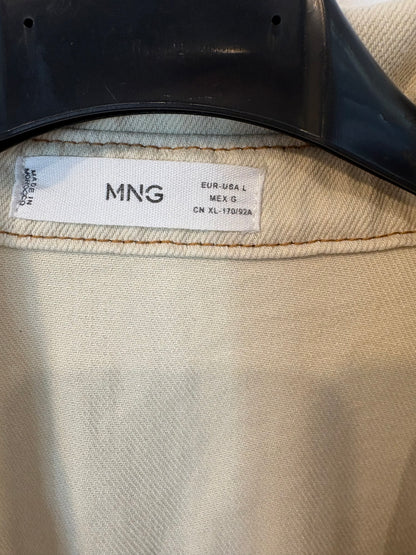 MADE IN
MOROCCO
MNG
EUR-USA L
MEX G
CN XL-170/92A